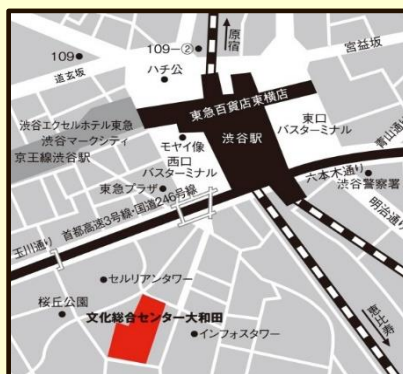 原宿
109
109-②
宮益坂
道玄坂
ハチ公
東急百貨店東横店
渋谷エクセルホテル東急
渋谷マークシティ
京王線渋谷駅
モヤイ像
渋谷駅
東口
バスターミナル
西口
バスターミナル
青山通り
東急プラザ
六本木通り
渋谷警察署
首都高速3号線・国道246号線
明治通り
玉川通り
セルリアンタワー
桜丘公園
文化総合センター大和田
インフォスタワー
恵比寿